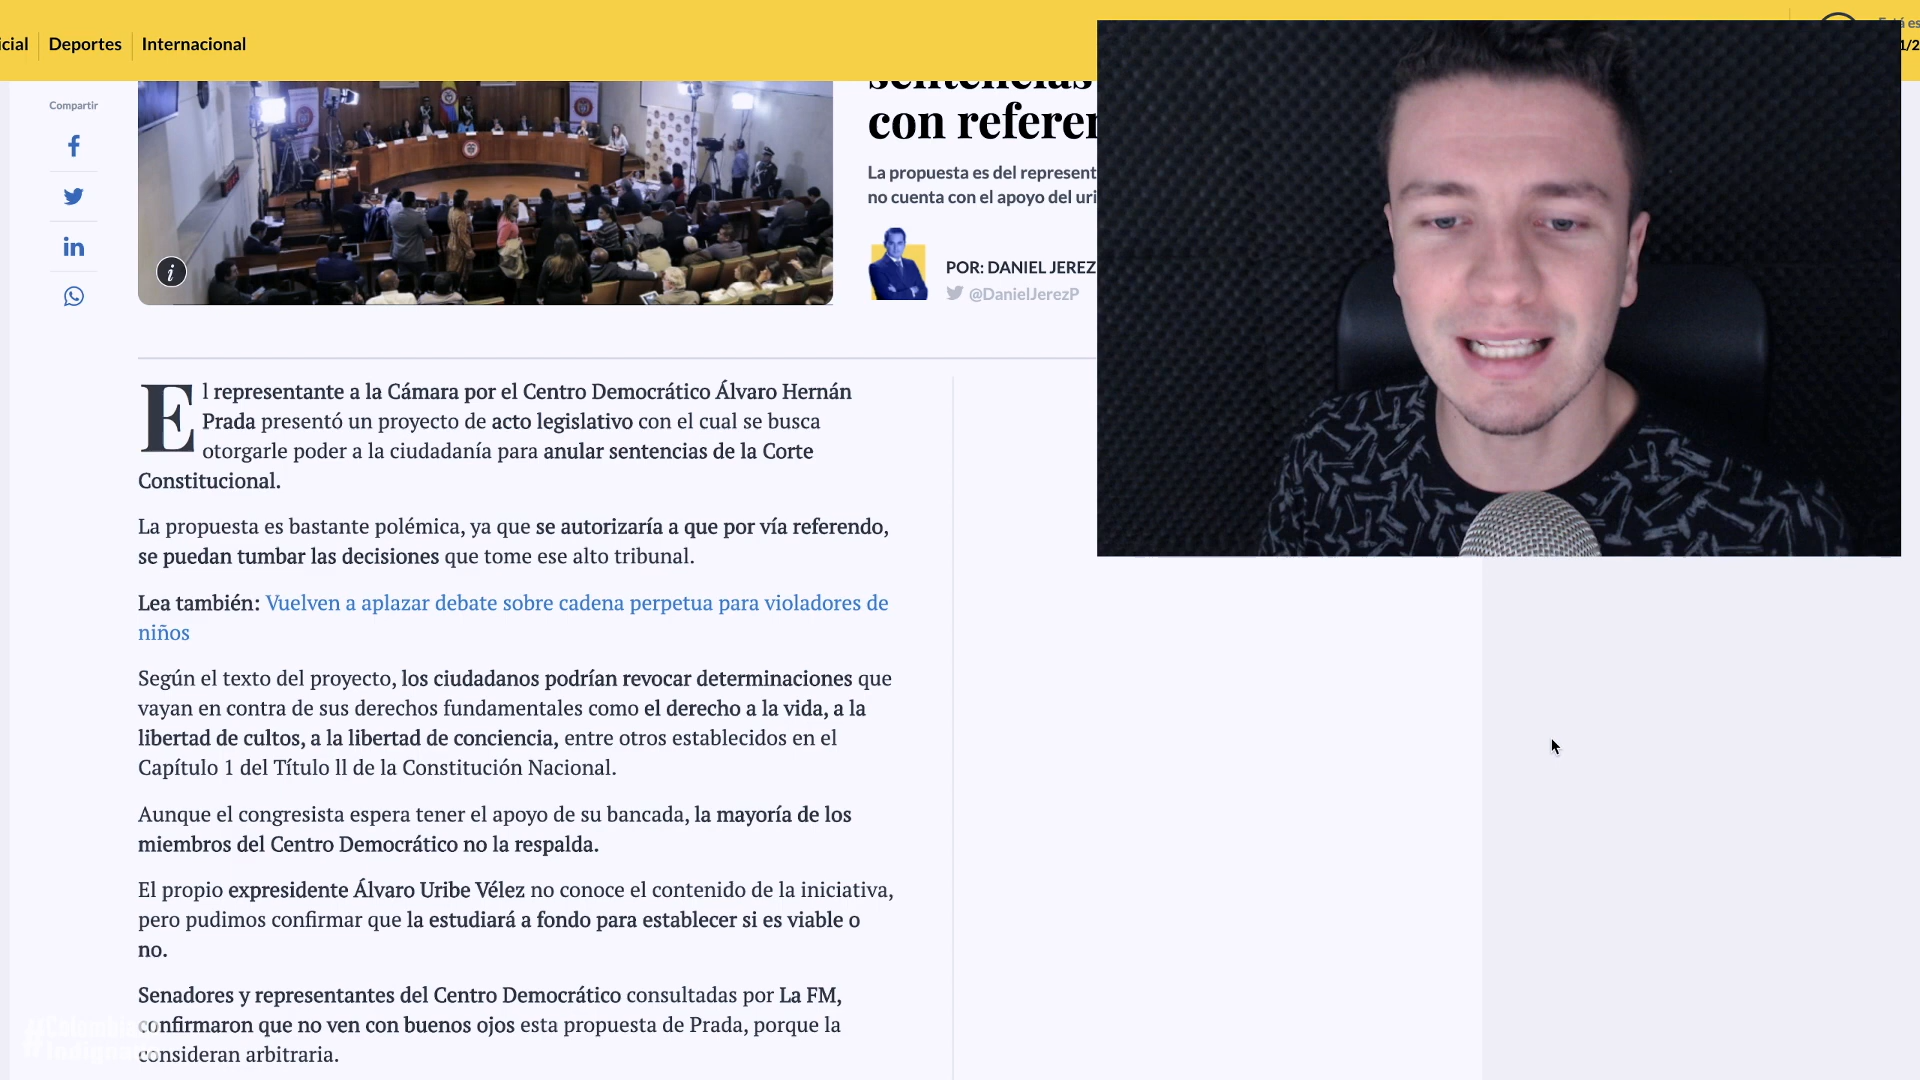 Deportes
Internacional
Compartir
con referen
La propuesta es del represent
no cuenta con el apoyo del uri
POR: DANIEL JEREZ
@DanielJerezP
El representante a la Cámara por el Centro Democrático Álvaro Hernán
Prada presentó un proyecto de acto legislativo con el cual se busca
otorgarle poder a la ciudadanía para anular sentencias de la Corte
Constitucional.
La propuesta es bastante polémica, ya que se autorizaría a que por vía referendo,
se puedan tumbar las decisiones que tome ese alto tribunal.
Lea también: Vuelven a aplazar debate sobre cadena perpetua para violadores de
niños
Según el texto del proyecto, los ciudadanos podrían revocar determinaciones que
vayan en contra de sus derechos fundamentales como el derecho a la vida, a la
libertad de cultos, a la libertad de conciencia, entre otros establecidos en el
Capítulo 1 del Título ll de la Constitución Nacional.
Aunque el congresista espera tener el apoyo de su bancada, la mayoría de los
miembros del Centro Democrático no la respalda.
El propio expresidente Álvaro Uribe Vélez no conoce el contenido de la iniciativa,
pero pudimos confirmar que la estudiará a fondo para establecer si es viable o
no.
Senadores y representantes del Centro Democrático consultadas por La FM,
confirmaron que no ven con buenos ojos esta propuesta de Prada, porque la
consideran arbitraria.